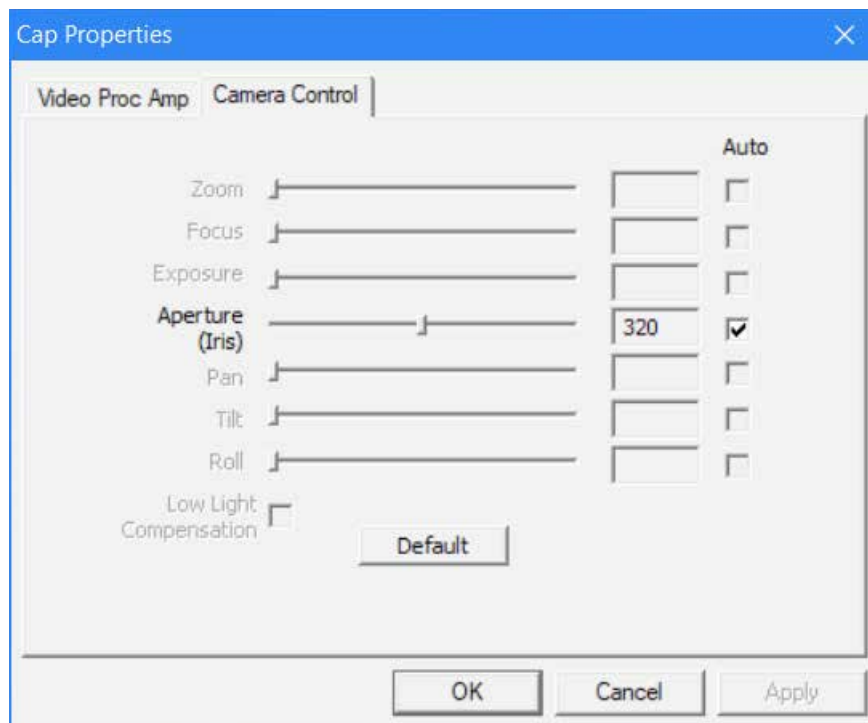 Cap Properties
Video Proc Amp
Camera Control
Auto
Zoom
Focus
Exposure
Aperture
(Iris)
320
Pan
Tilt
Roll
Low Light
Compensation
Default
OK
Cancel
Apply